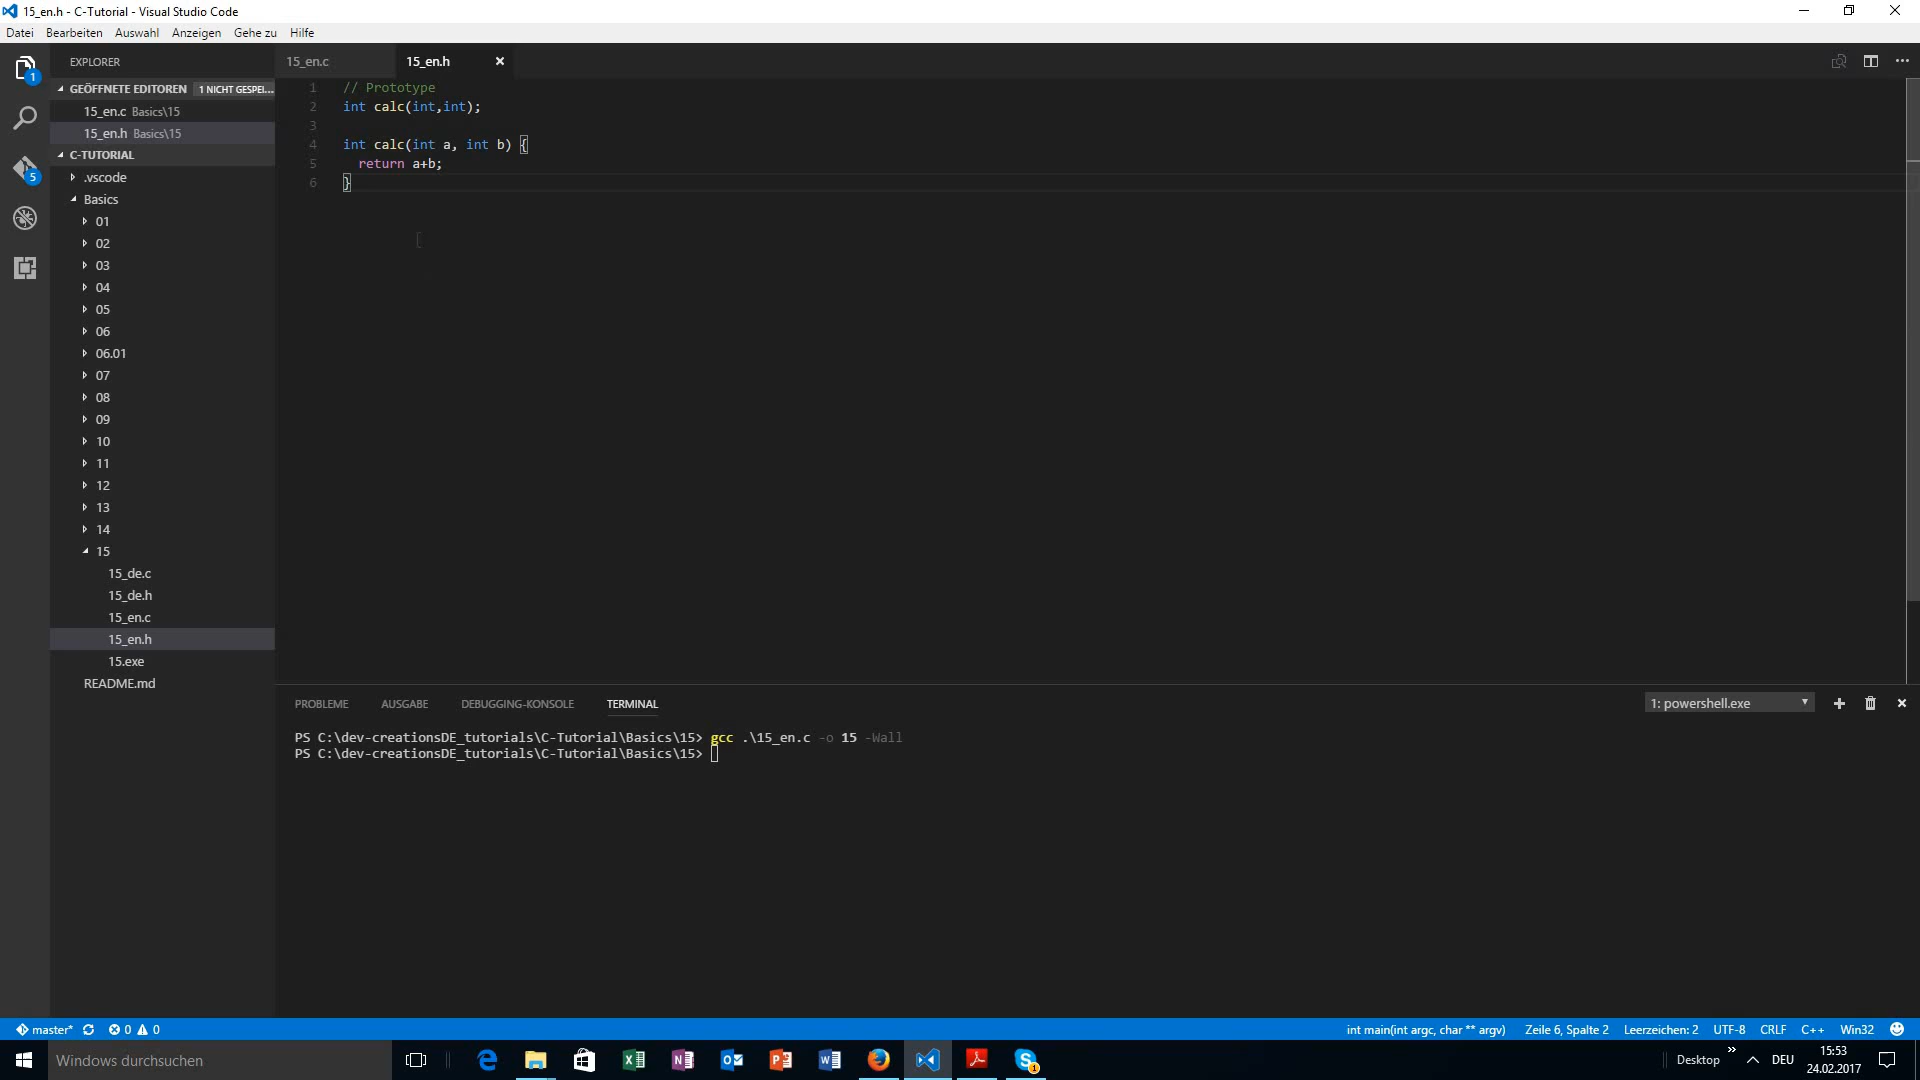 15_en.h - C-Tutorial - Visual Studio Code
Datei Bearbeiten Auswahl Anzeigen Gehe zu Hilfe
1
EXPLORER
15_en.c
15_en.h
GEÖFFNETE EDITOREN 1 NICHT GESPEI...
15_en.c Basics\15
15_en.h Basics\15
5
C-TUTORIAL
.vscode
Basics
01
02
03
04
05
06
06.01
07
08
09
10
11
12
13
14
15
15_de.c
15_de.h
15_en.c
15_en.h
15.exe
README.md
1 // Prototype
2 int calc(int,int);
3
4 int calc(int a, int b) {
5 return a+b;
6 }
PROBLEME AUSGABE DEBUGGING-KONSOLE TERMINAL
1: powershell.exe
PS C:\dev-creationsDE_tutorials\C-Tutorial\Basics\15> gcc .\15_en.c -o 15 -Wall
PS C:\dev-creationsDE_tutorials\C-Tutorial\Basics\15>
master* 0 0
int main(int argc, char ** argv) Zeile 6, Spalte 2 Leerzeichen: 2 UTF-8 CRLF C++ Win32
Windows durchsuchen
Desktop
DEU
15:53
24.02.2017